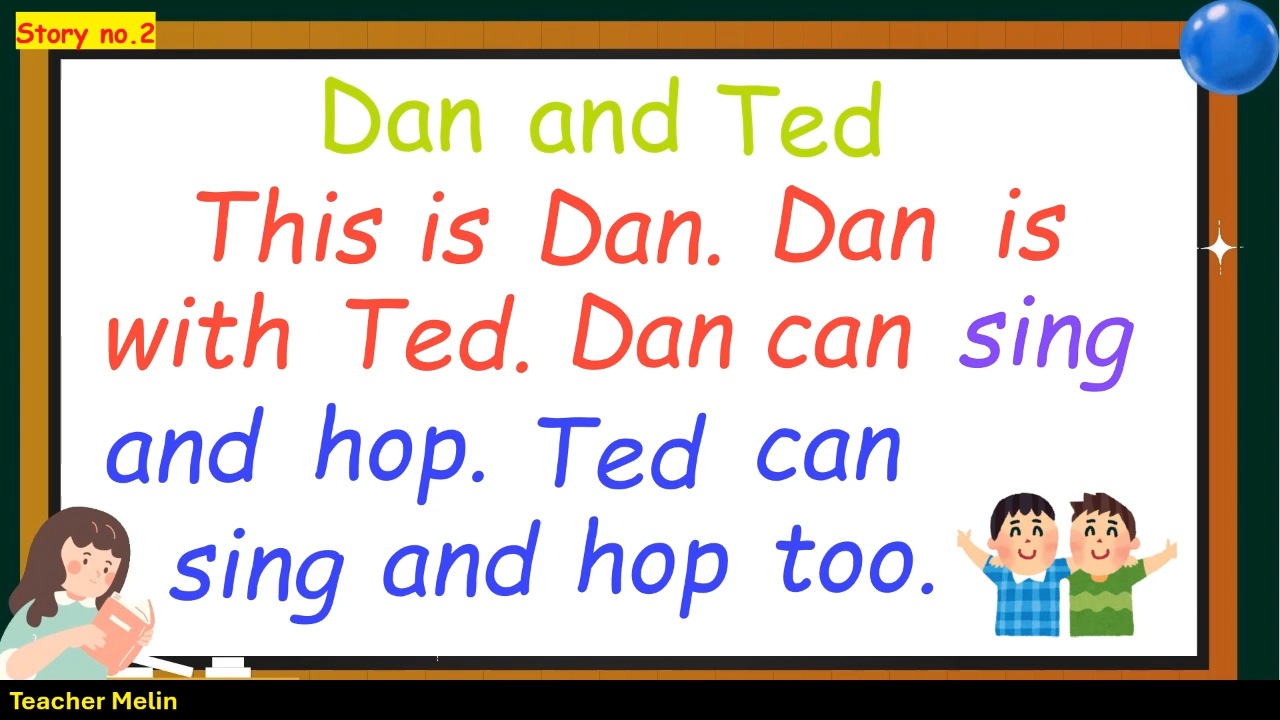 Story no.2
Dan and Ted
This is Dan. Dan is
with Ted. Dan can sing
and hop. Ted can
sing and hop too.
Teacher Melin